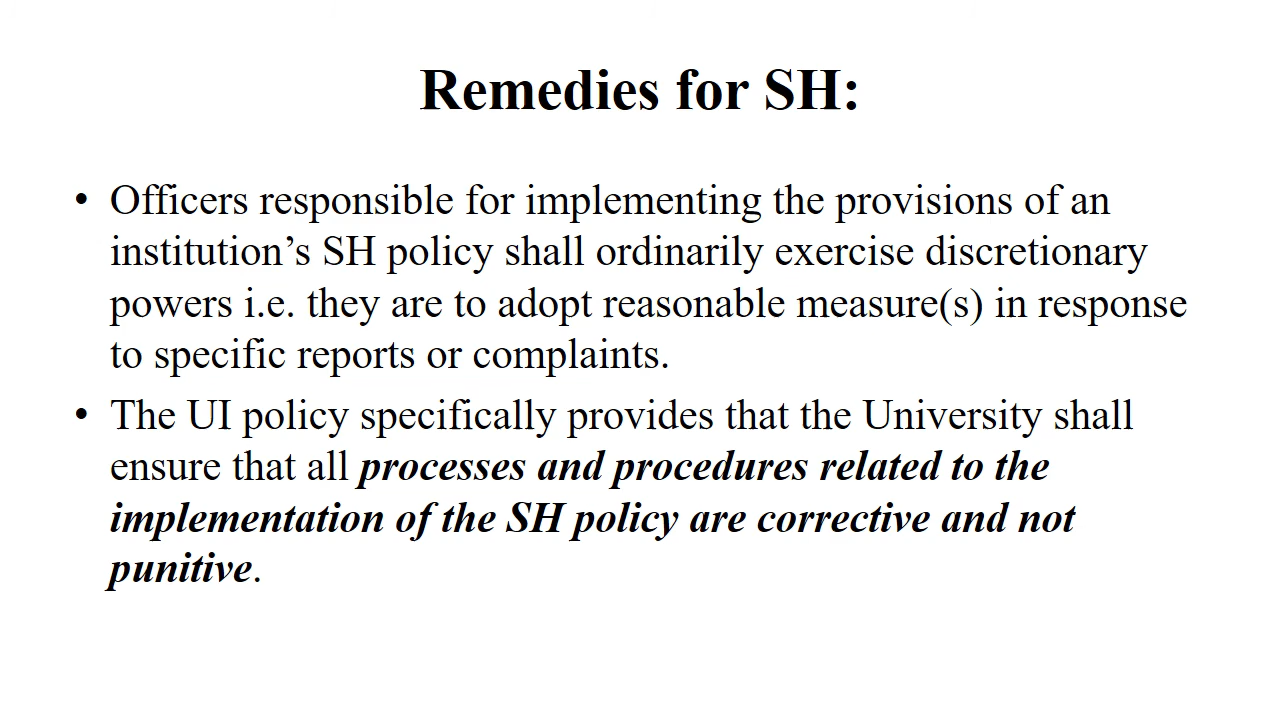 Remedies for SH:
• Officers responsible for implementing the provisions of an
institution’s SH policy shall ordinarily exercise discretionary
powers i.e. they are to adopt reasonable measure(s) in response
to specific reports or complaints.
• The UI policy specifically provides that the University shall
ensure that all processes and procedures related to the
implementation of the SH policy are corrective and not
punitive.